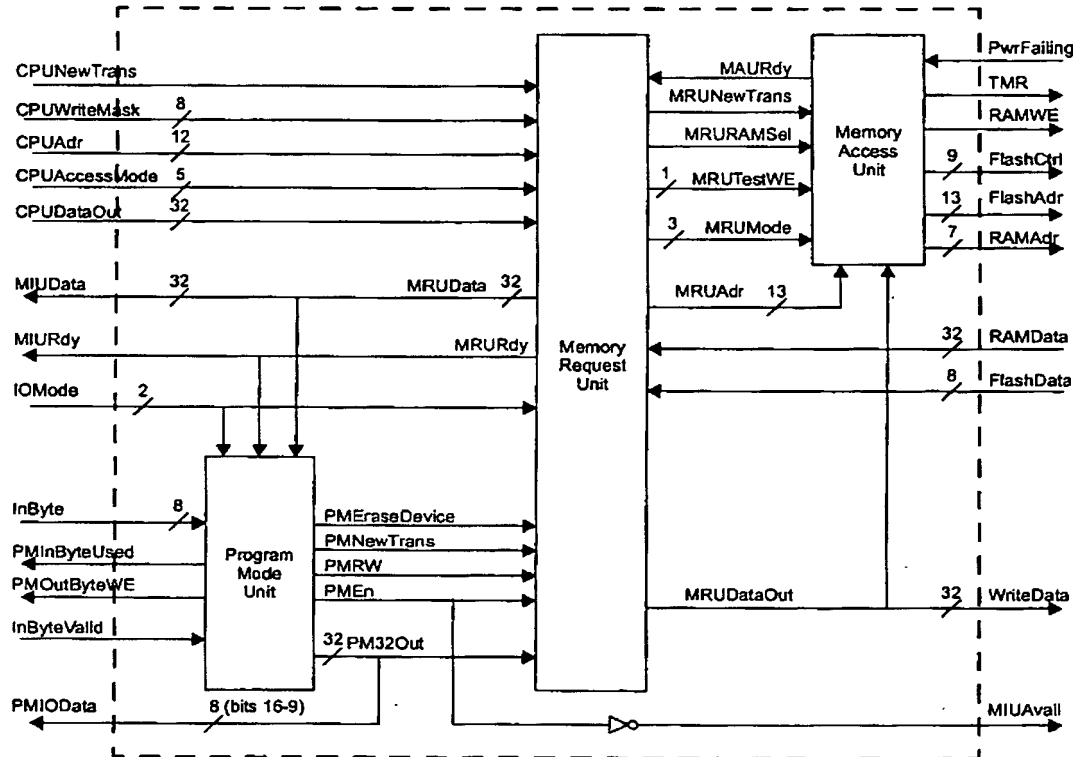 CPUNewTrans
CPUWriteMask
8
CPUAdr
12
CPUAccessMode
5
CPUDataOut
32
MIUData
32
MRUData
32
MIURdy
MRURdy
IOMode
2
InByte
8
PMInByteUsed
PMOutByteWE
InByteValid
PMIOData
8 (bits 16-9)
Program
Mode
Unit
PMEraseDevice
PMNewTrans
PMRW
PMEn
32
PM32Out
Memory
Request
Unit
MAURdy
MRUNewTrans
MRURAMSel
1
MRUTestWE
3
MRUMode
MRUAdr
13
Memory
Access
Unit
PwrFailing
TMR
RAMWE
9
FlashCtrl
13
FlashAdr
7
RAMAdr
32
RAMData
8
FlashData
MRUDataOut
32
WriteData
MIUAvail